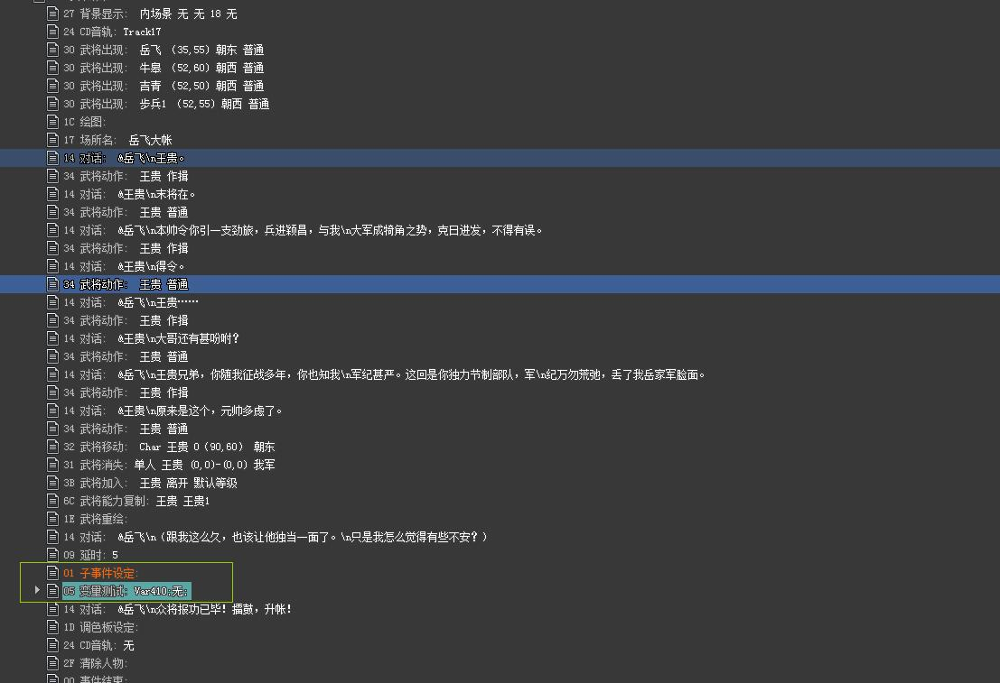 27 背景显示: 内场景 无 无 18 无
24 CD音轨: Track17
30 武将出现: 岳飞 (35,55) 朝东 普通
30 武将出现: 牛皋 (52,60) 朝西 普通
30 武将出现: 吉青 (52,50) 朝西 普通
30 武将出现: 步兵1 (52,55) 朝西 普通
1C 绘图:
17 场所名: 岳飞大帐
14 对话: &岳飞\n王贵。
34 武将动作: 王贵 作揖
14 对话: &王贵\n末将在。
34 武将动作: 王贵 普通
14 对话: &岳飞\n本帅令你引一支劲旅，兵进颖昌，与我\n大军成犄角之势，克日进发，不得有误。
34 武将动作: 王贵 作揖
14 对话: &王贵\n得令。
34 武将动作: 王贵 普通
14 对话: &岳飞\n王贵……
34 武将动作: 王贵 作揖
14 对话: &王贵\n大哥还有甚吩咐？
34 武将动作: 王贵 普通
14 对话: &岳飞\n王贵兄弟，你随我征战多年，你也知我\n军纪甚严。这回是你独力节制部队，军\n纪万勿荒弛，丢了我岳家军脸面。
34 武将动作: 王贵 作揖
14 对话: &王贵\n原来是这个，元帅多虑了。
34 武将动作: 王贵 普通
32 武将移动: Char 王贵 0 (90,60) 朝东
31 武将消失: 单人 王贵 (0,0)-(0,0) 我军
3B 武将加入: 王贵 离开 默认等级
6C 武将能力复制: 王贵 王贵1
1E 武将重绘:
14 对话: &岳飞\n（跟我这么久，也该让他独当一面了。\n只是我怎么觉得有些不安？）
09 延时: 5
01 子事件设定:
05 变量测试: Var410;无;
14 对话: &岳飞\n众将报功已毕！擂鼓，升帐！
1D 调色板设定:
24 CD音轨: 无
2F 清除人物:
00 事件结束: